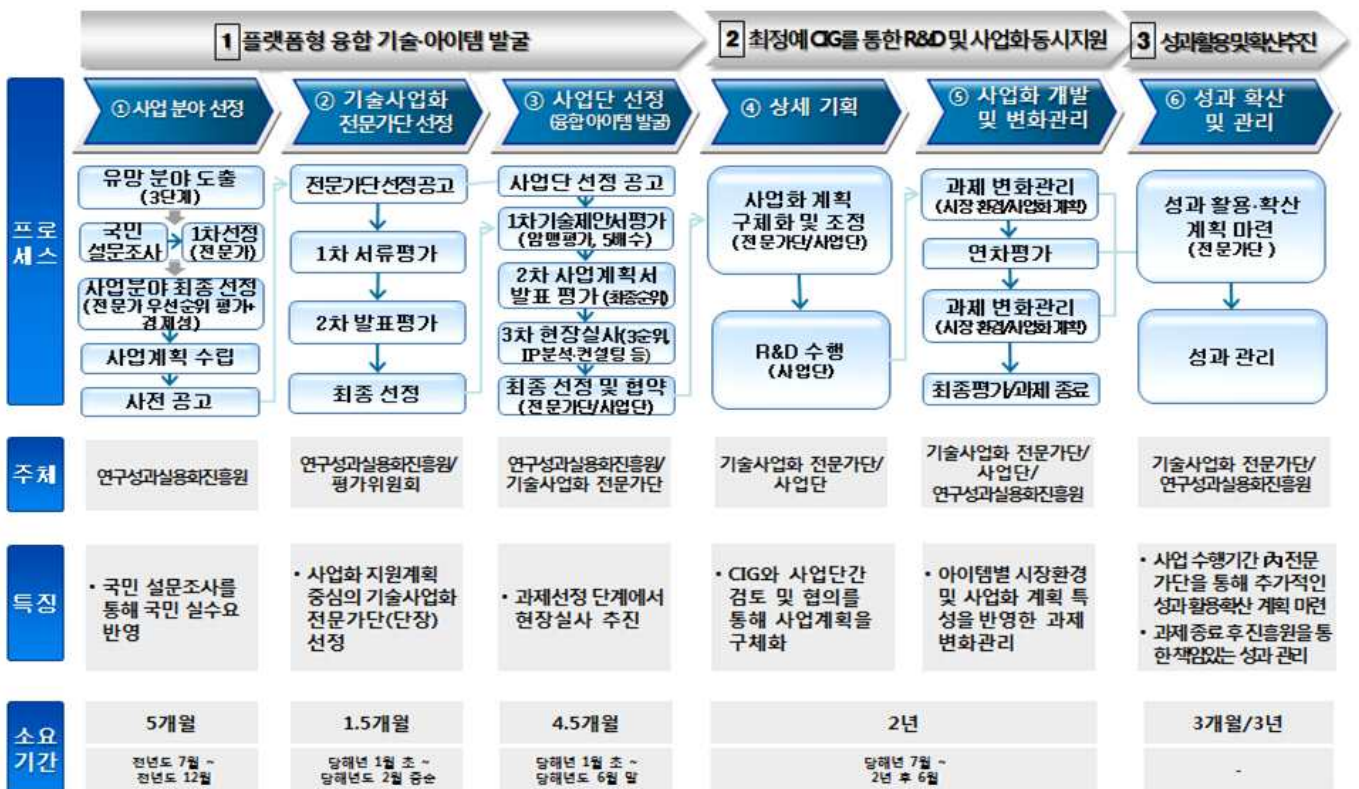 1 플랫폼형 융합 기술·아이템 발굴
2 최정예 CIG를 통한 R&D 및 사업화 동시지원
3 성과활용및확산추진
프로
세스
① 사업 분야 선정
② 기술사업화
전문가단 선정
③ 사업단 선정
(융합 아이템 발굴)
④ 상세 기획
⑤ 사업화 개발
및 변화관리
⑥ 성과 확산
및 관리
유망 분야 도출
(3단계)
국민
설문조사
1차선정
(전문가)
사업분야 최종 선정
(전문가 우선순위 평가+
경제성)
사업계획 수립
사전 공고
전문가단선정공고
1차 서류평가
2차 발표평가
최종 선정
사업단 선정 공고
1차기술제안서평가
(암맹평가, 5배수)
2차 사업계획서
발표 평가 (최종순위)
3차 현장실사(3순위,
IP분석·컨설팅 등)
최종 선정 및 협약
(전문가단/사업단)
사업화 계획
구체화 및 조정
(전문가단/사업단)
R&D 수행
(사업단)
과제 변화관리
(시장 환경/사업화 계획)
연차평가
과제 변화관리
(시장 환경/사업화 계획)
최종평가/과제 종료
성과 활용·확산
계획 마련
(전문가단 )
성과 관리
주체
연구성과실용화진흥원
연구성과실용화진흥원/
평가위원회
연구성과실용화진흥원/
기술사업화 전문가단
기술사업화 전문가단/
사업단
기술사업화 전문가단/
사업단/
연구성과실용화진흥원
기술사업화 전문가단/
연구성과실용화진흥원
특징
• 국민 설문조사를
통해 국민 실수요
반영
• 사업화 지원계획
중심의 기술사업화
전문가단(단장)
선정
• 과제선정 단계에서
현장실사 추진
• CIG와 사업단간
검토 및 협의를
통해 사업계획을
구체화
• 아이템별 시장환경
및 사업화 계획 특
성을 반영한 과제
변화관리
• 사업 수행기간 內 전문
가단을 통해 추가적인
성과 활용확산 계획 마련
• 과제 종료 후 진흥원을 통
한 책임있는 성과 관리
소요
기간
5개월
1.5개월
4.5개월
2년
3개월/3년
전년도 7월 ~
전년도 12월
당해년 1월 초 ~
당해년도 2월 중순
당해년 1월 초 ~
당해년도 6월 말
당해년 7월 ~
2년 후 6월
-